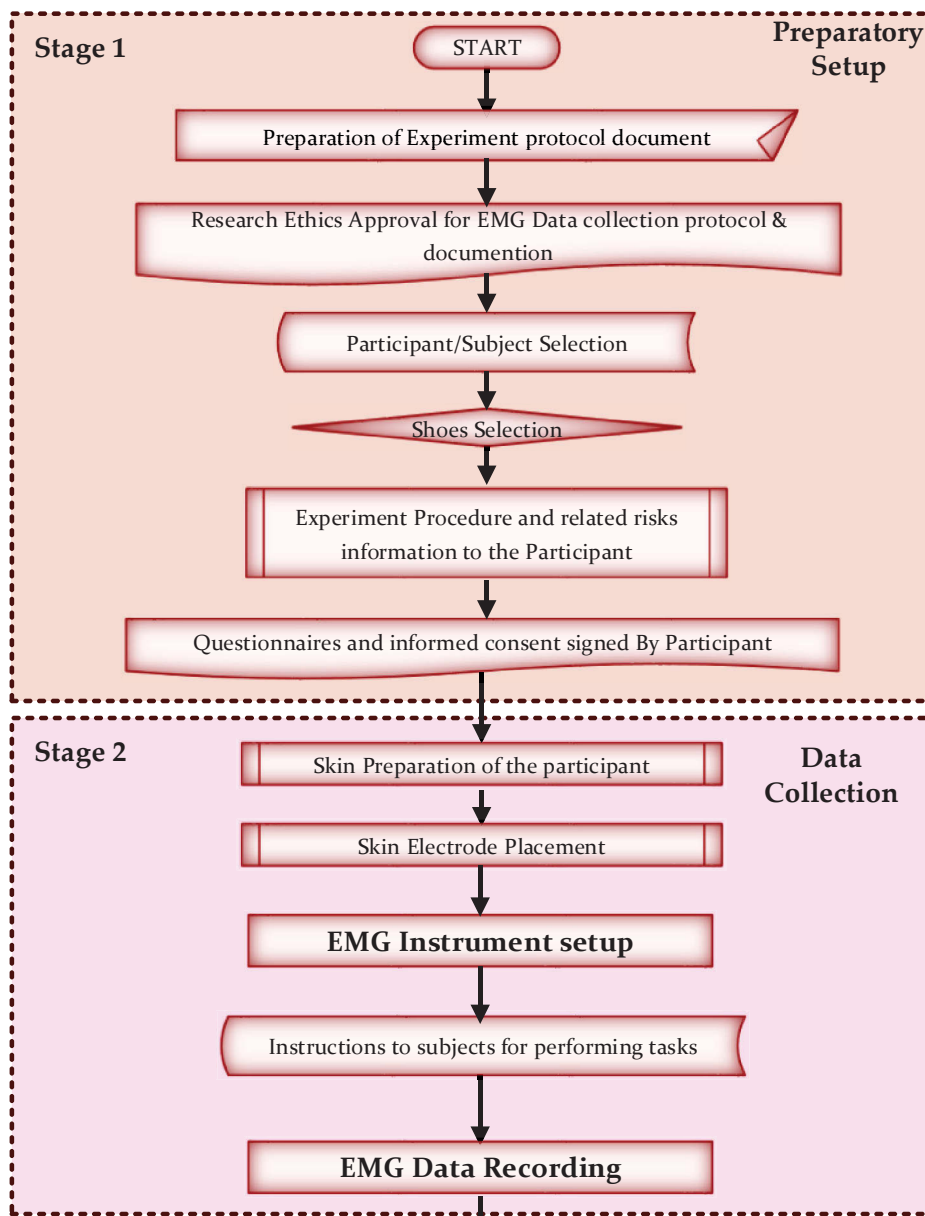 Stage 1
Preparatory
Setup
START
Preparation of Experiment protocol document
Research Ethics Approval for EMG Data collection protocol &
documention
Participant/Subject Selection
Shoes Selection
Experiment Procedure and related risks
information to the Participant
Questionnaires and informed consent signed By Participant
Stage 2
Data
Collection
Skin Preparation of the participant
Skin Electrode Placement
EMG Instrument setup
Instructions to subjects for performing tasks
EMG Data Recording